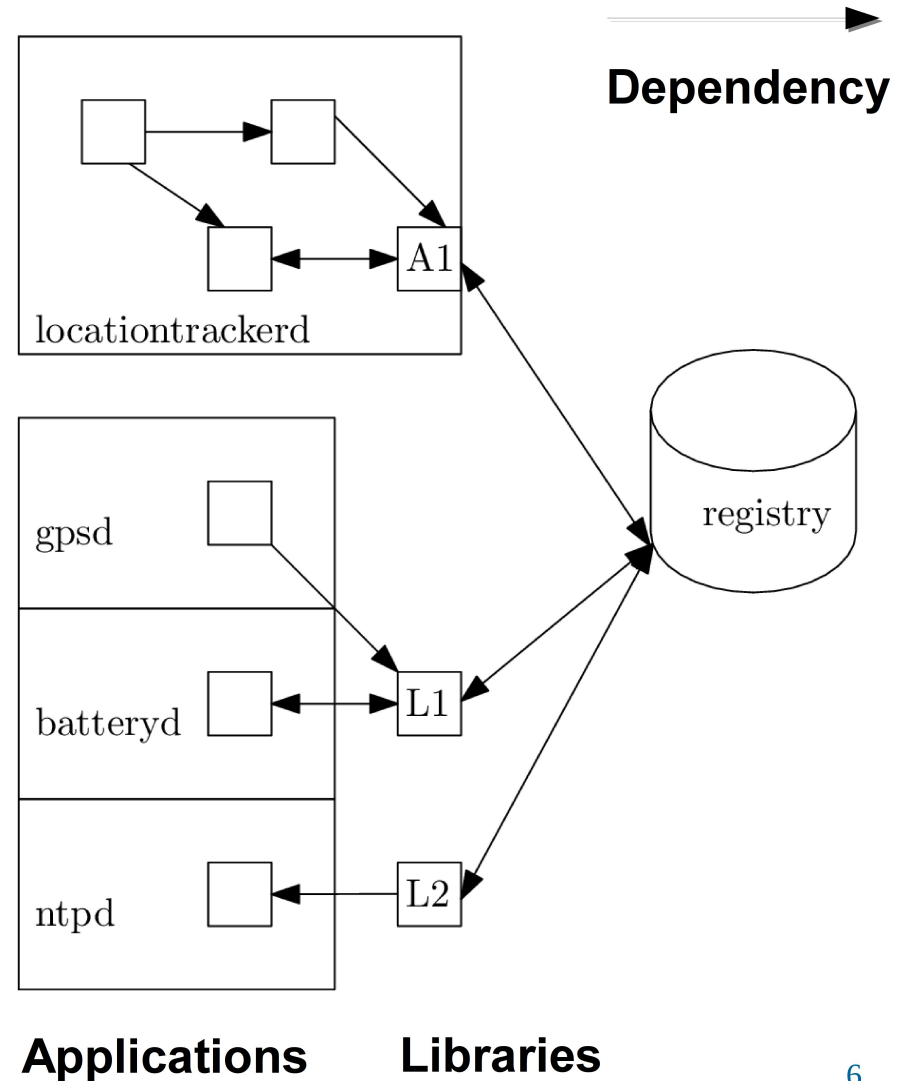 Dependency
A1
locationtrackerd
registry
gpsd
L1
batteryd
L2
ntpd
Applications
Libraries
6